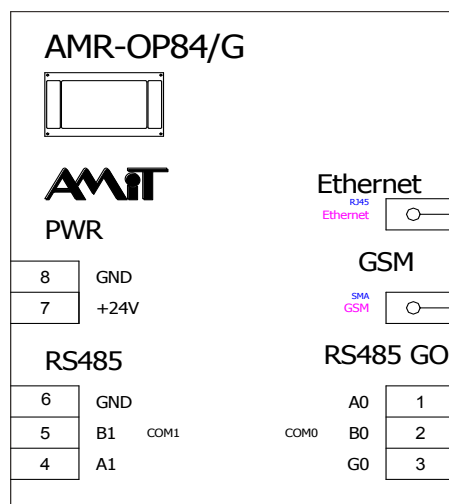 AMR-OP84/G
AMiT
Ethernet
RJ45
Ethernet
PWR
GSM
8 GND
SMA
GSM
7 +24V
RS485
RS485 GO
6 GND
A0 1
5 B1 COM1
COM0 B0 2
4 A1
G0 3